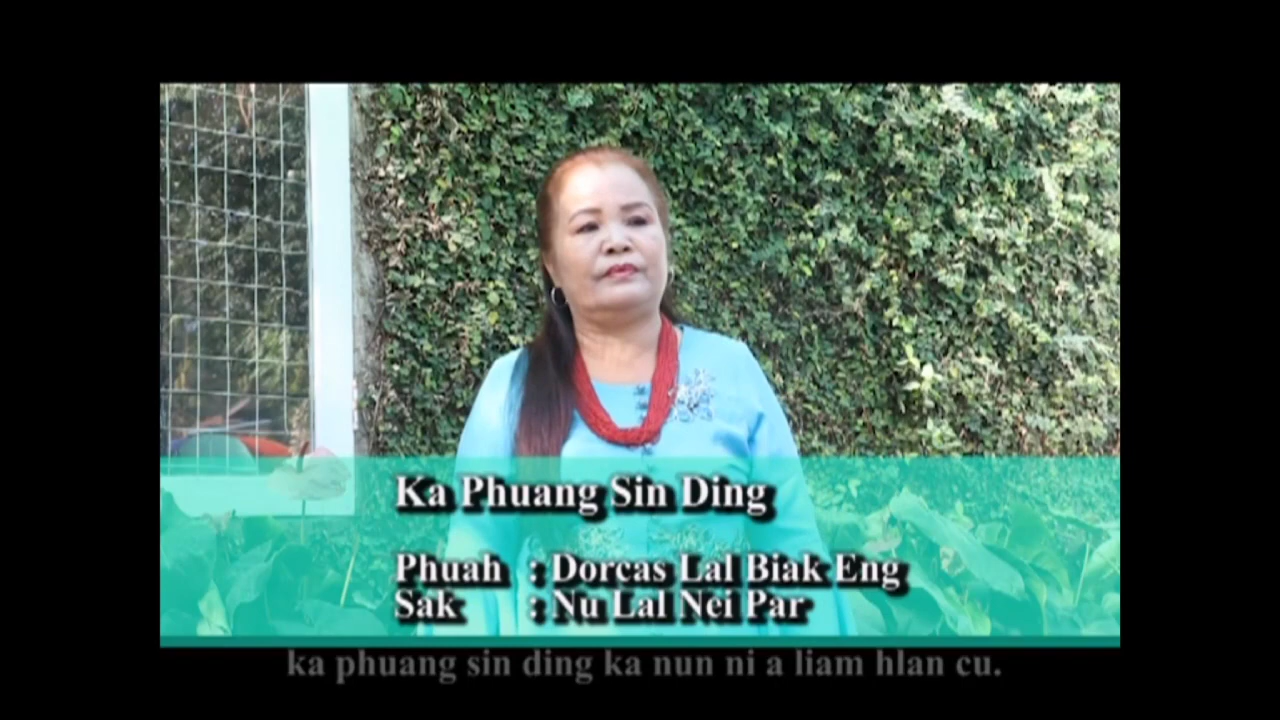 Ka Phuang Sin Ding
Phuah : Dorcas Lal Biak Eng
Sak : Nu Lal Nei Par
ka phuang sin ding ka nun ni a liam hlan cu.